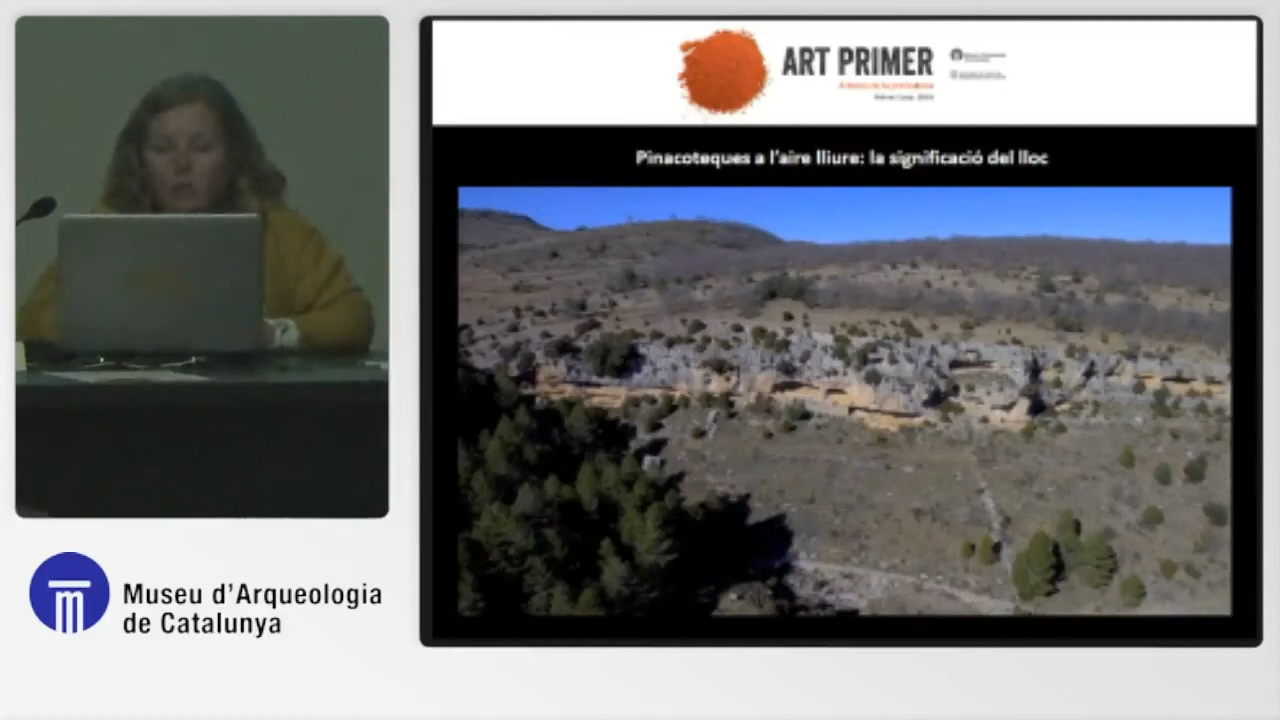 ART PRIMER
Pinacoteques a l'aire lliure: la significació del lloc
Museu d'Arqueologia
de Catalunya